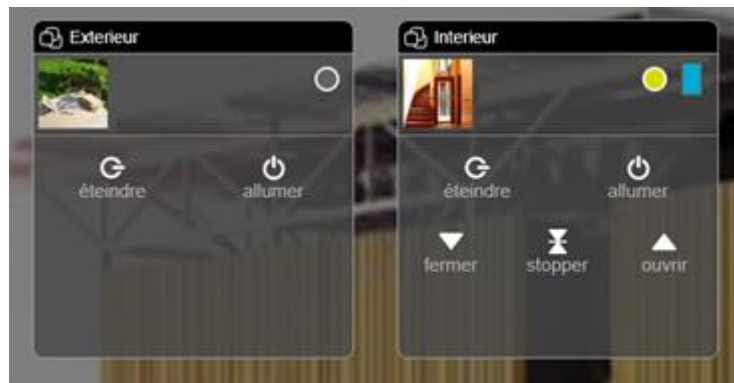 Exterieur
Interieur
éteindre
allumer
éteindre
allumer
fermer
stopper
ouvrir